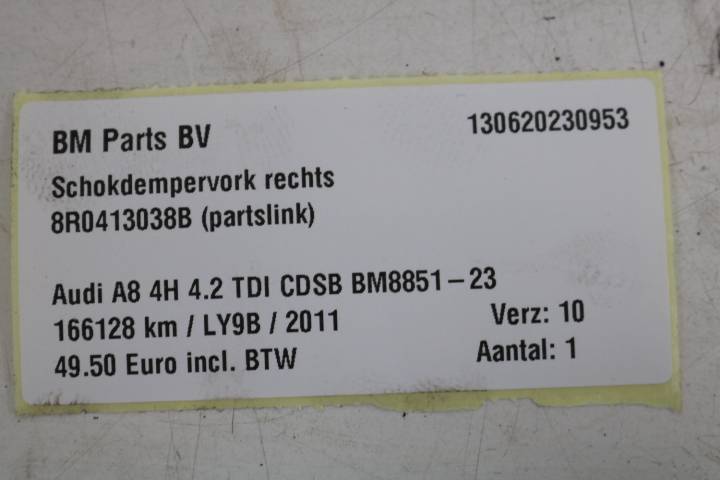 BM Parts BV 130620230953
Schokdempervork rechts
8R0413038B (partslink)
Audi A8 4H 4.2 TDI CDSB BM8851-23
166128 km / LY9B / 2011 Verz: 10
49.50 Euro incl. BTW Aantal: 1